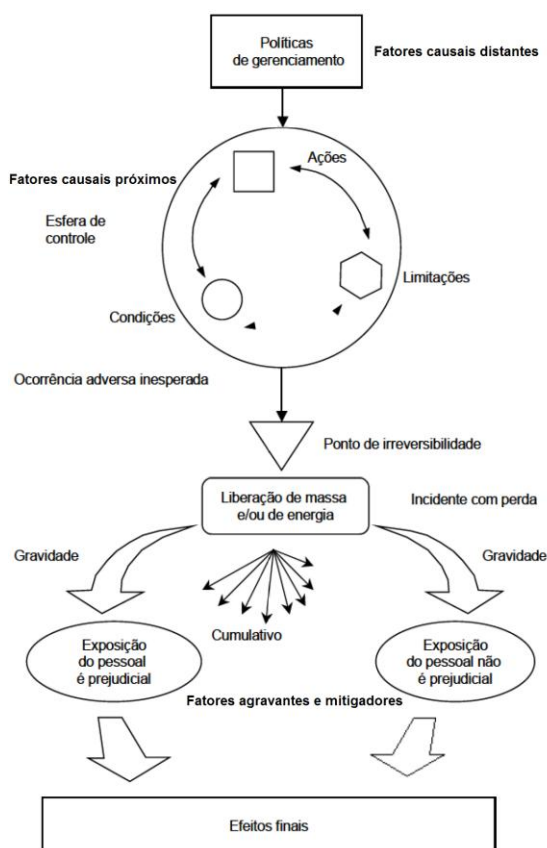 Políticas
de gerenciamento
Fatores causais distantes
Ações
Fatores causais próximos
Esfera de
controle
Limitações
Condições
Ocorrência adversa inesperada
Ponto de irreversibilidade
Liberação de massa
e/ou de energia
Incidente com perda
Gravidade
Gravidade
Cumulativo
Exposição
do pessoal
é prejudicial
Exposição
do pessoal não
é prejudicial
Fatores agravantes e mitigadores
Efeitos finais